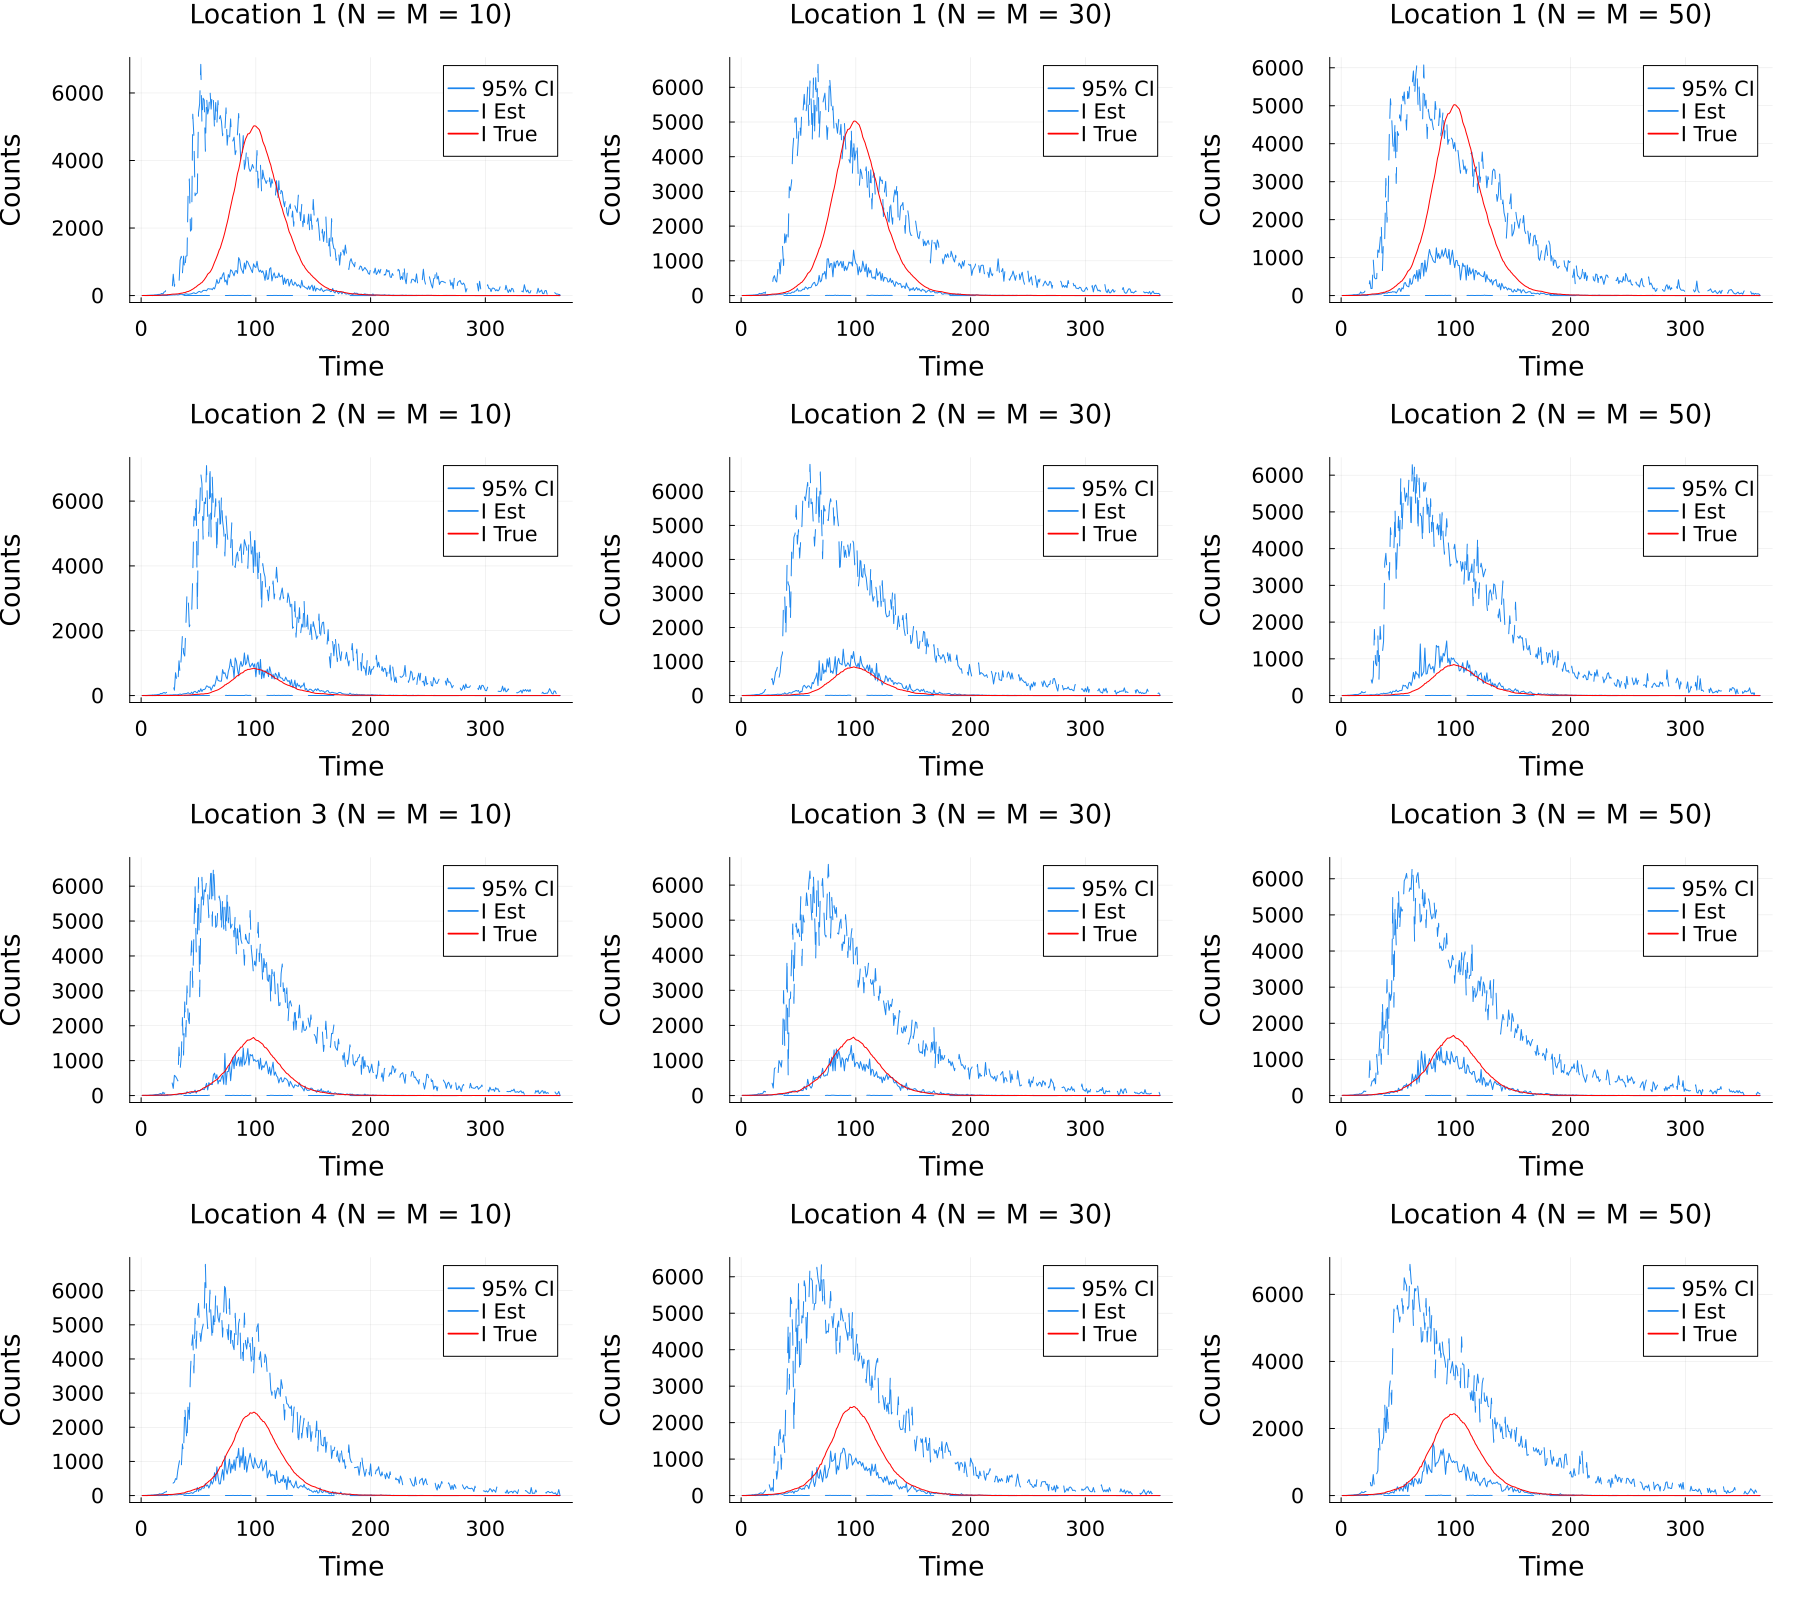 Location 1 (N = M = 10)
Counts
6000
4000
2000
0
0 100 200 300
Time
95% CI
I Est
I True
Location 1 (N = M = 30)
Counts
6000
5000
4000
3000
2000
1000
0
0 100 200 300
Time
95% CI
I Est
I True
Location 1 (N = M = 50)
Counts
6000
5000
4000
3000
2000
1000
0
0 100 200 300
Time
95% CI
I Est
I True
Location 2 (N = M = 10)
Counts
6000
4000
2000
0
0 100 200 300
Time
95% CI
I Est
I True
Location 2 (N = M = 30)
Counts
6000
5000
4000
3000
2000
1000
0
0 100 200 300
Time
95% CI
I Est
I True
Location 2 (N = M = 50)
Counts
6000
5000
4000
3000
2000
1000
0
0 100 200 300
Time
95% CI
I Est
I True
Location 3 (N = M = 10)
Counts
6000
5000
4000
3000
2000
1000
0
0 100 200 300
Time
95% CI
I Est
I True
Location 3 (N = M = 30)
Counts
6000
5000
4000
3000
2000
1000
0
0 100 200 300
Time
95% CI
I Est
I True
Location 3 (N = M = 50)
Counts
6000
5000
4000
3000
2000
1000
0
0 100 200 300
Time
95% CI
I Est
I True
Location 4 (N = M = 10)
Counts
6000
5000
4000
3000
2000
1000
0
0 100 200 300
Time
95% CI
I Est
I True
Location 4 (N = M = 30)
Counts
6000
5000
4000
3000
2000
1000
0
0 100 200 300
Time
95% CI
I Est
I True
Location 4 (N = M = 50)
Counts
6000
4000
2000
0
0 100 200 300
Time
95% CI
I Est
I True